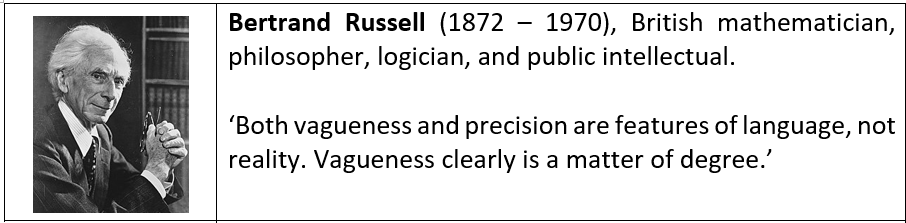 Bertrand Russell (1872 – 1970), British mathematician,
philosopher, logician, and public intellectual.
‘Both vagueness and precision are features of language, not
reality. Vagueness clearly is a matter of degree.’